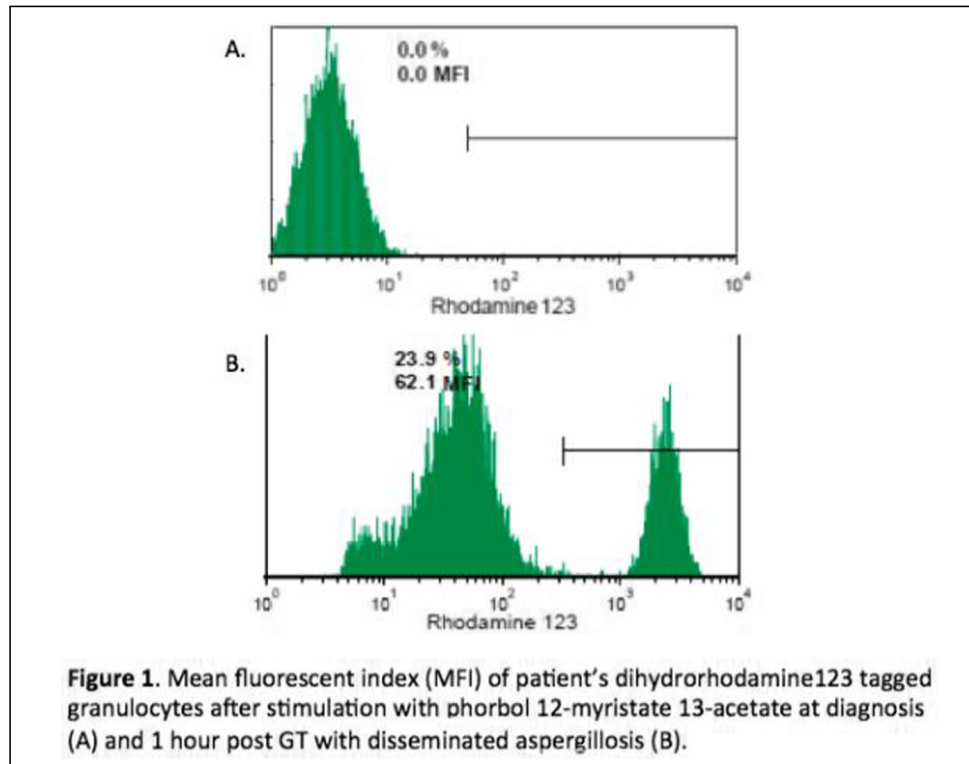 A.
0.0 %
0.0 MFI
10⁰ 10¹ 10² 10³ 10⁴
Rhodamine 123
B.
23.9 %
62.1 MFI
10⁰ 10¹ 10² 10³ 10⁴
Rhodamine 123
Figure 1. Mean fluorescent index (MFI) of patient's dihydrorhodamine123 tagged
granulocytes after stimulation with phorbol 12-myristate 13-acetate at diagnosis
(A) and 1 hour post GT with disseminated aspergillosis (B).